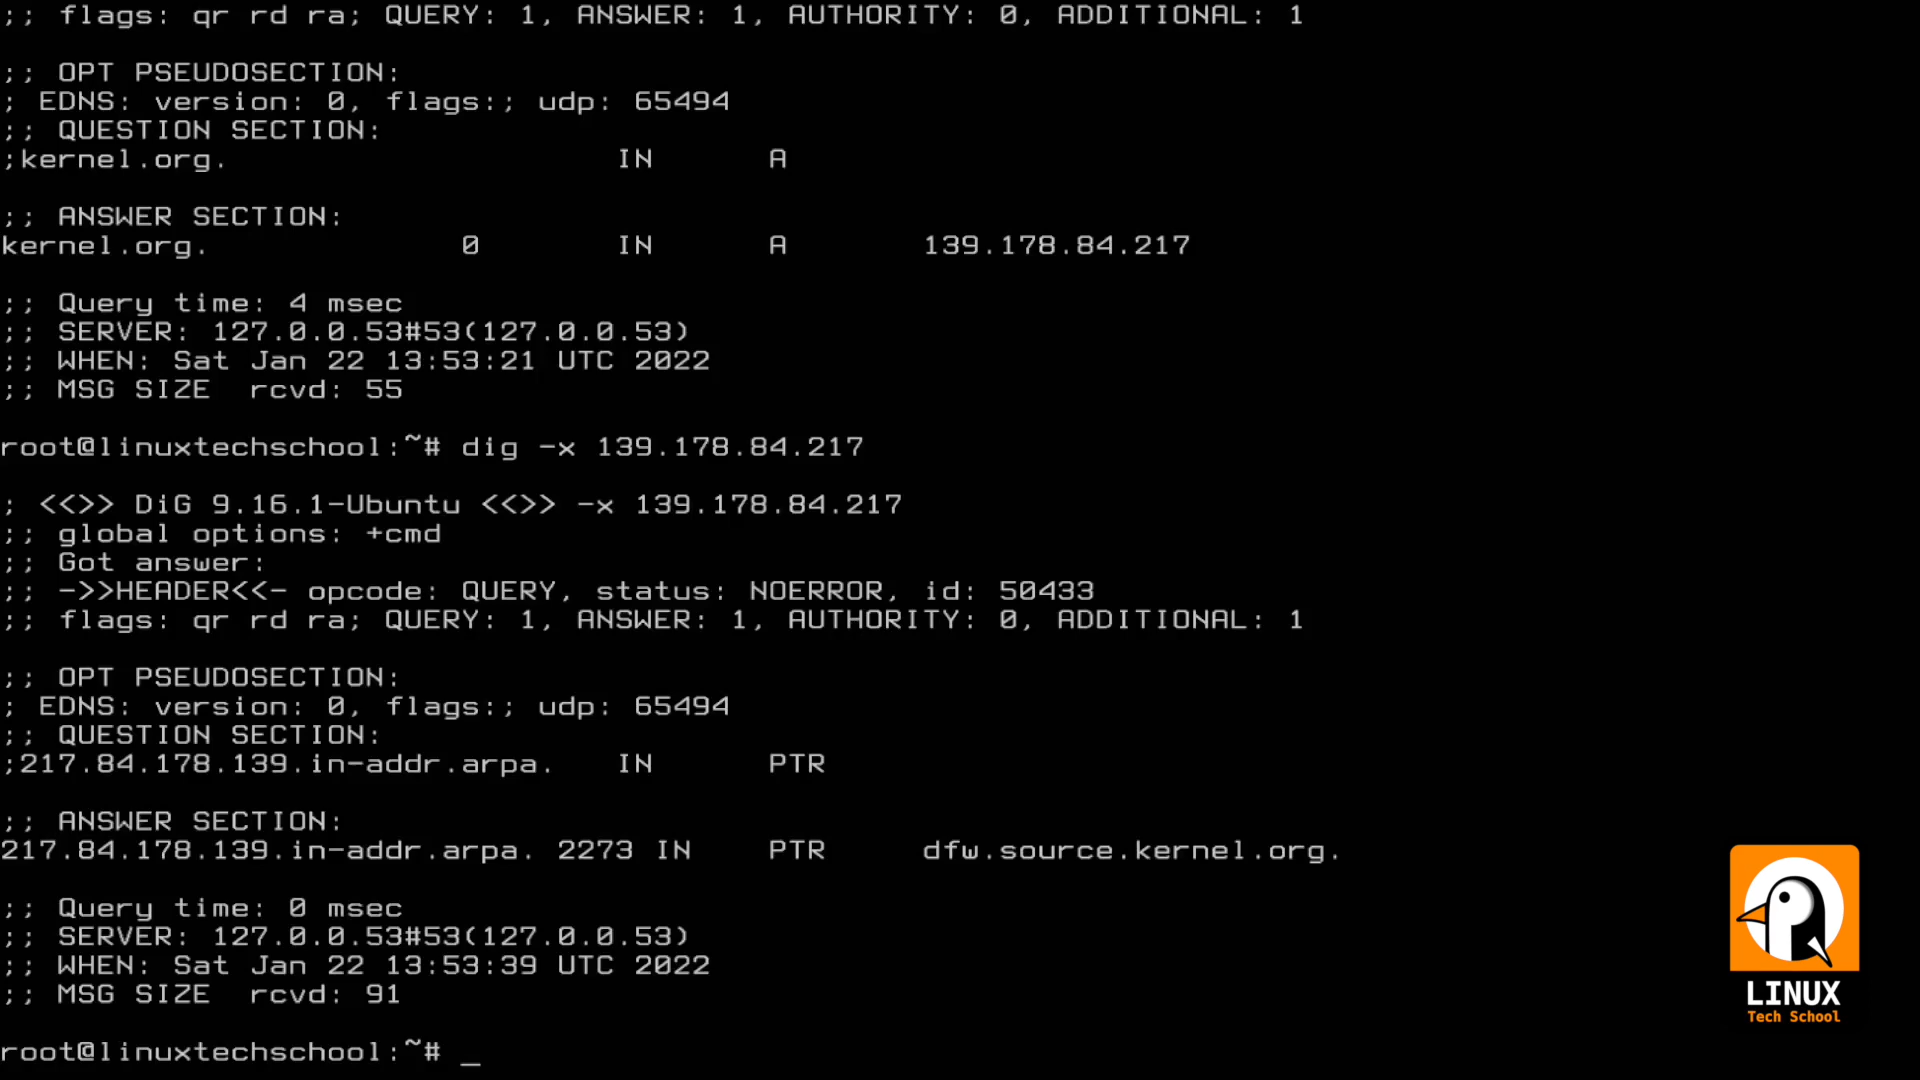 ;; flags: qr rd ra; QUERY: 1, ANSWER: 1, AUTHORITY: 0, ADDITIONAL: 1
;; OPT PSEUDOSECTION:
; EDNS: version: 0, flags:; udp: 65494
;; QUESTION SECTION:
;kernel.org. IN A
;; ANSWER SECTION:
kernel.org. 0 IN A 139.178.84.217
;; Query time: 4 msec
;; SERVER: 127.0.0.53#53(127.0.0.53)
;; WHEN: Sat Jan 22 13:53:21 UTC 2022
;; MSG SIZE rcvd: 55
root@linuxtechschool:~# dig -x 139.178.84.217
; <<>> DiG 9.16.1-Ubuntu <<>> -x 139.178.84.217
;; global options: +cmd
;; Got answer:
;; ->>HEADER<<- opcode: QUERY, status: NOERROR, id: 50433
;; flags: qr rd ra; QUERY: 1, ANSWER: 1, AUTHORITY: 0, ADDITIONAL: 1
;; OPT PSEUDOSECTION:
; EDNS: version: 0, flags:; udp: 65494
;; QUESTION SECTION:
;217.84.178.139.in-addr.arpa. IN PTR
;; ANSWER SECTION:
217.84.178.139.in-addr.arpa. 2273 IN PTR dfw.source.kernel.org.
;; Query time: 0 msec
;; SERVER: 127.0.0.53#53(127.0.0.53)
;; WHEN: Sat Jan 22 13:53:39 UTC 2022
;; MSG SIZE rcvd: 91
root@linuxtechschool:~# _
LINUX
Tech School